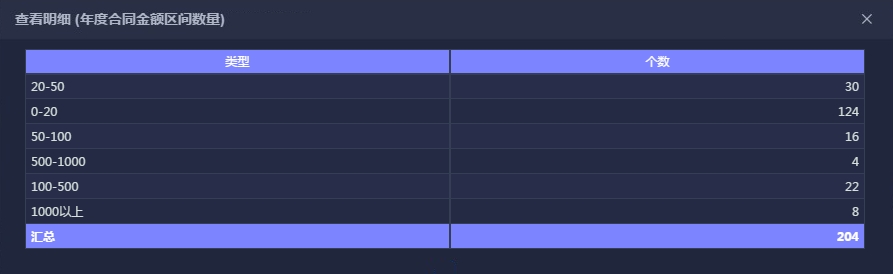 查看明细 (年度合同金额区间数量)
类型 个数
20-50 30
0-20 124
50-100 16
500-1000 4
100-500 22
1000以上 8
汇总 204